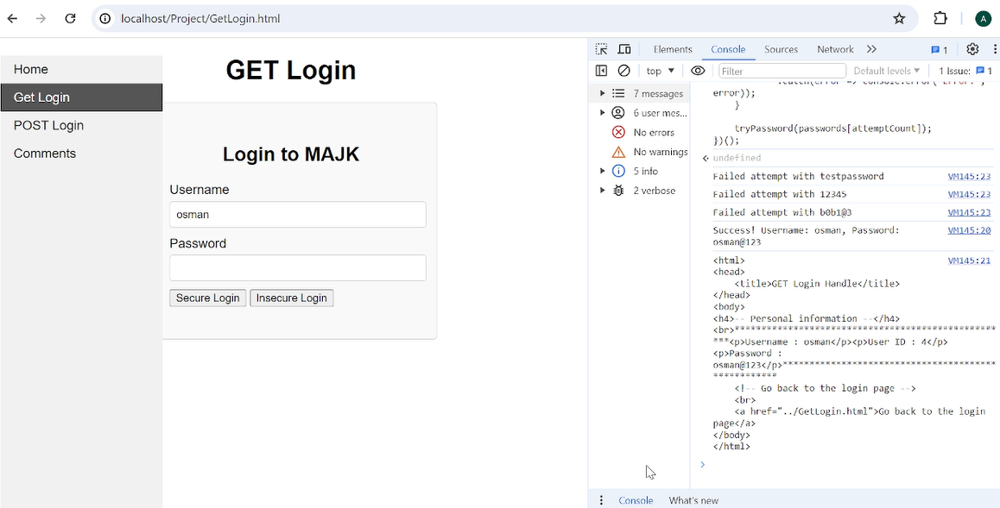 localhost/Project/GetLogin.html
A
Home
Get Login
POST Login
Comments
GET Login
Login to MAJK
Username
osman
Password
Secure Login
Insecure Login
Elements
Console
Sources
Network
1
top
Filter
Default levels
1 Issue: 1
7 messages
6 user mes...
No errors
No warnings
5 info
2 verbose
error));
}
tryPassword(passwords[attemptCount]);
})();
undefined
Failed attempt with testpassword VM145:23
Failed attempt with 12345 VM145:23
Failed attempt with b0b1@3 VM145:23
Success! Username: osman, Password: VM145:20
osman@123
<html> VM145:21
<head>
<title>GET Login Handle</title>
</head>
<body>
<h4>-- Personal information --</h4>
<br>************************************************
***<p>Username : osman</p><p>User ID : 4</p>
<p>Password :
osman@123</p>***************************************
************
<!-- Go back to the login page -->
<br>
<a href="../GetLogin.html">Go back to the login
page</a>
</body>
</html>
Console
What's new